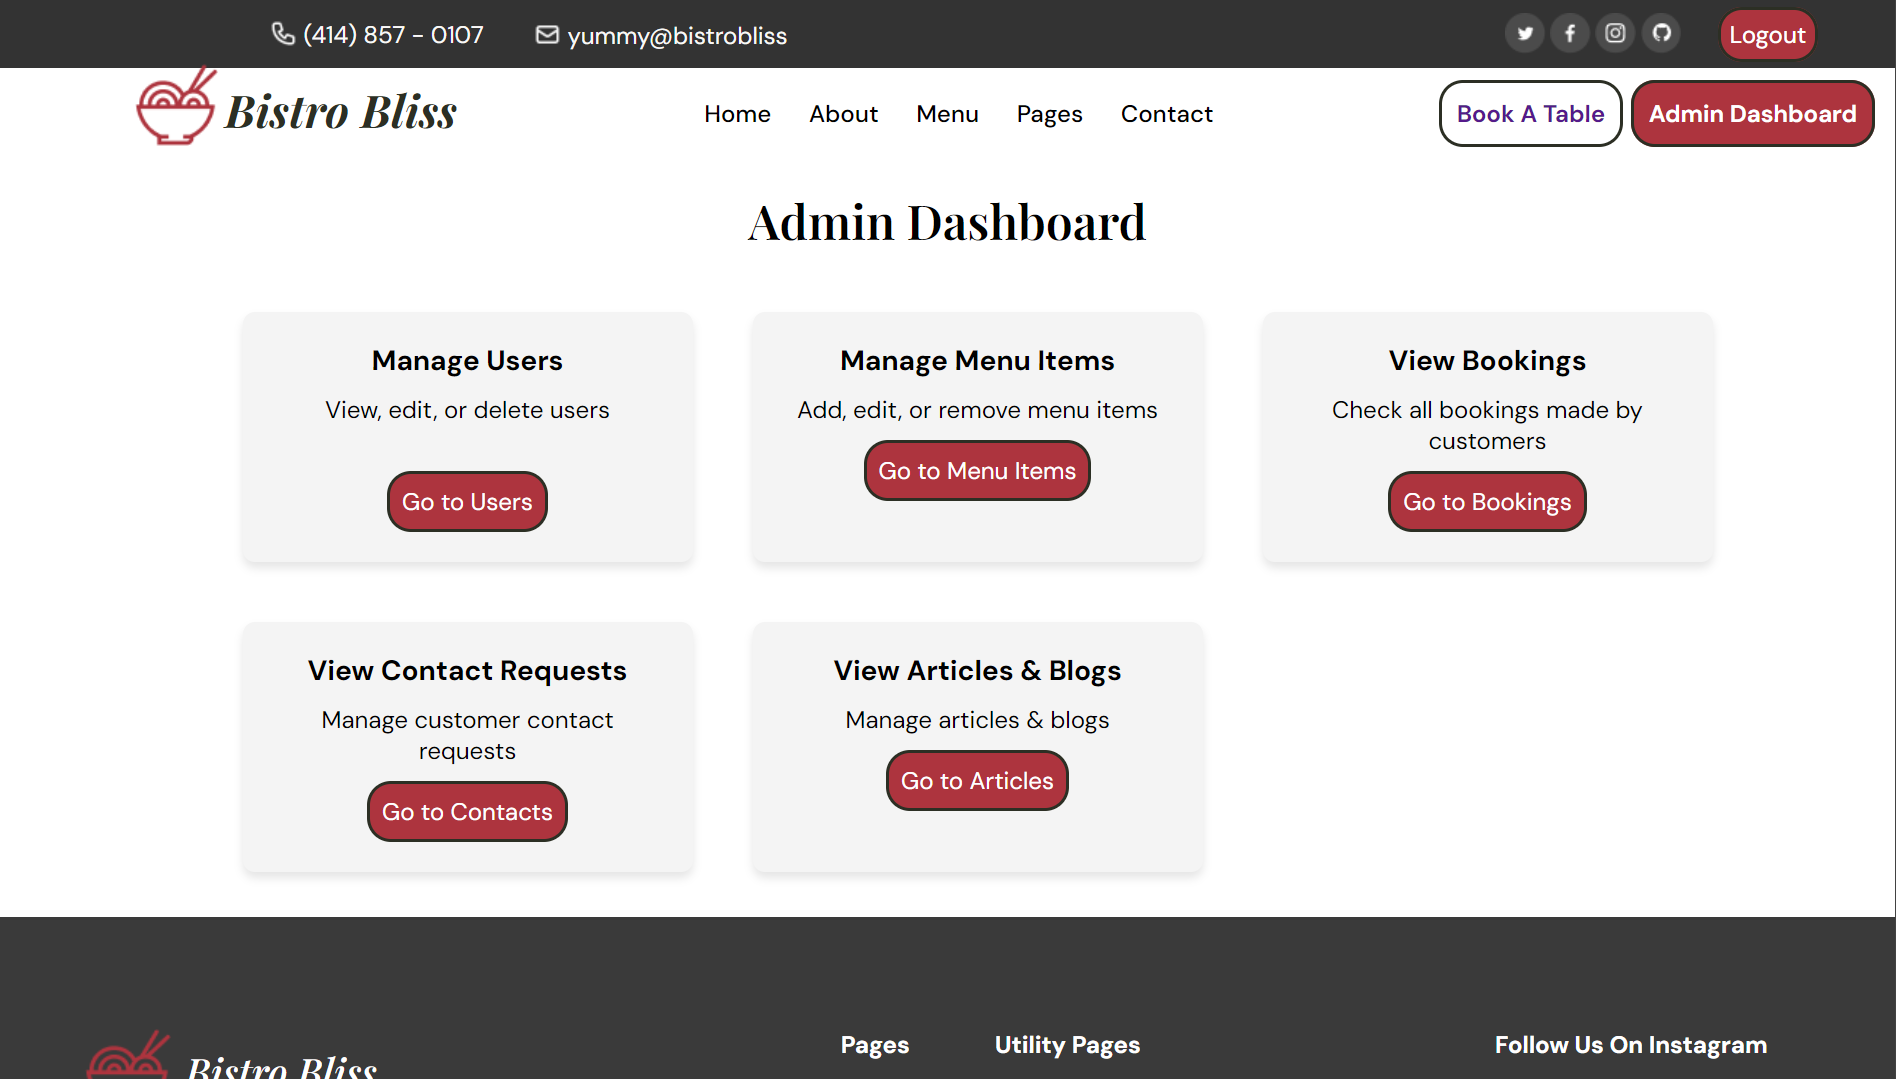 (414) 857 - 0107
yummy@bistrobliss
Logout
Bistro Bliss
Home
About
Menu
Pages
Contact
Book A Table
Admin Dashboard
Admin Dashboard
Manage Users
View, edit, or delete users
Go to Users
Manage Menu Items
Add, edit, or remove menu items
Go to Menu Items
View Bookings
Check all bookings made by
customers
Go to Bookings
View Contact Requests
Manage customer contact
requests
Go to Contacts
View Articles & Blogs
Manage articles & blogs
Go to Articles
Bistro Bliss
Pages
Utility Pages
Follow Us On Instagram